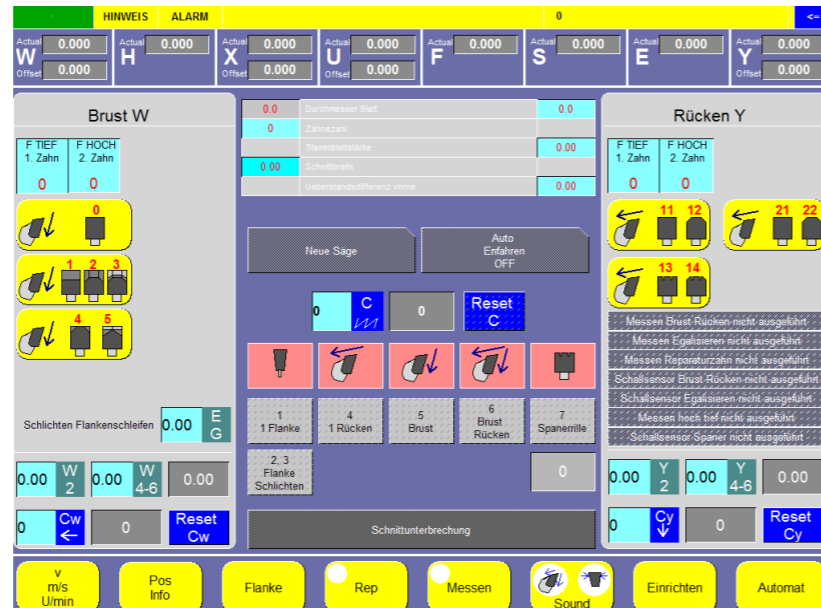 HINWEIS ALARM 0 <=
Actual 0.000 Actual 0.000 Actual 0.000 Actual 0.000 Actual 0.000 Actual 0.000 Actual 0.000 Actual 0.000
W H X U F S E Y
Offset 0.000 Offset 0.000 Offset 0.000 Offset 0.000
Brust W
F TIEF F HOCH
1. Zahn 2. Zahn
0 0
0
1 2 3
4 5
Schlichten Flankenschleifen 0.00 E G
0.00 W 2 0.00 W 4-6 0.00
0 Cw 0 Reset Cw
0.0 Durchmesser Blatt 0.0
0 Zähnezahl
Stammblattstärke 0.00
0.00 Schnittbreite
Ueberstandsdifferenz vorne 0.00
Neue Säge
Auto
Enfahren
OFF
0 C 0 Reset C
1
1 Flanke
4
1 Rücken
5
Brust
6
Brust
Rücken
7
Spanerrille
2, 3
Flanke
Schlichten
0
Schnittunterbrechung
Rücken Y
F TIEF F HOCH
1. Zahn 2. Zahn
0 0
11 12 21 22
13 14
Messen Brust Rücken nicht ausgeführt
Messen Egalisieren nicht ausgeführt
Messen Reparaturzahn nicht ausgeführt
Schallsensor Brust Rücken nicht ausgeführt
Schallsensor Egalisieren nicht ausgeführt
Messen hoch tief nicht ausgeführt
Schallsensor Spaner nicht ausgeführt
0.00 Y 2 0.00 Y 4-6 0.00
0 Cy 0 Reset Cy
v
m/s
U/min
Pos
Info
Flanke
Rep
Messen
Sound
Einrichten
Automat